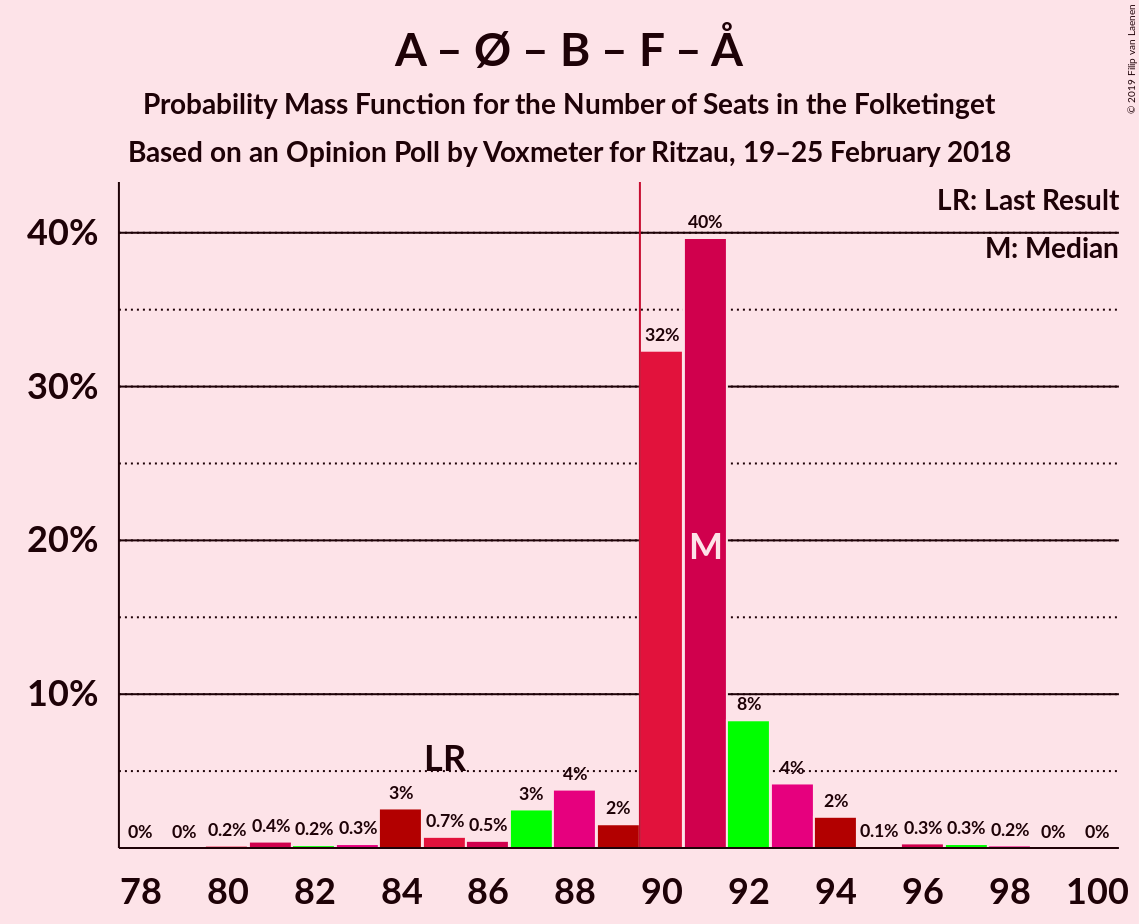 A – Ø – B – F – Å
Probability Mass Function for the Number of Seats in the Folketinget
Based on an Opinion Poll by Voxmeter for Ritzau, 19–25 February 2018
© 2019 Filip van Laenen
LR: Last Result
M: Median
40%
30%
20%
10%
0% 0% 0.2% 0.4% 0.2% 0.3% 3% 0.7% 0.5% 3% 4% 2% 32% 40% 8% 4% 2% 0.1% 0.3% 0.3% 0.2% 0% 0%
LR
M
78 80 82 84 86 88 90 92 94 96 98 100